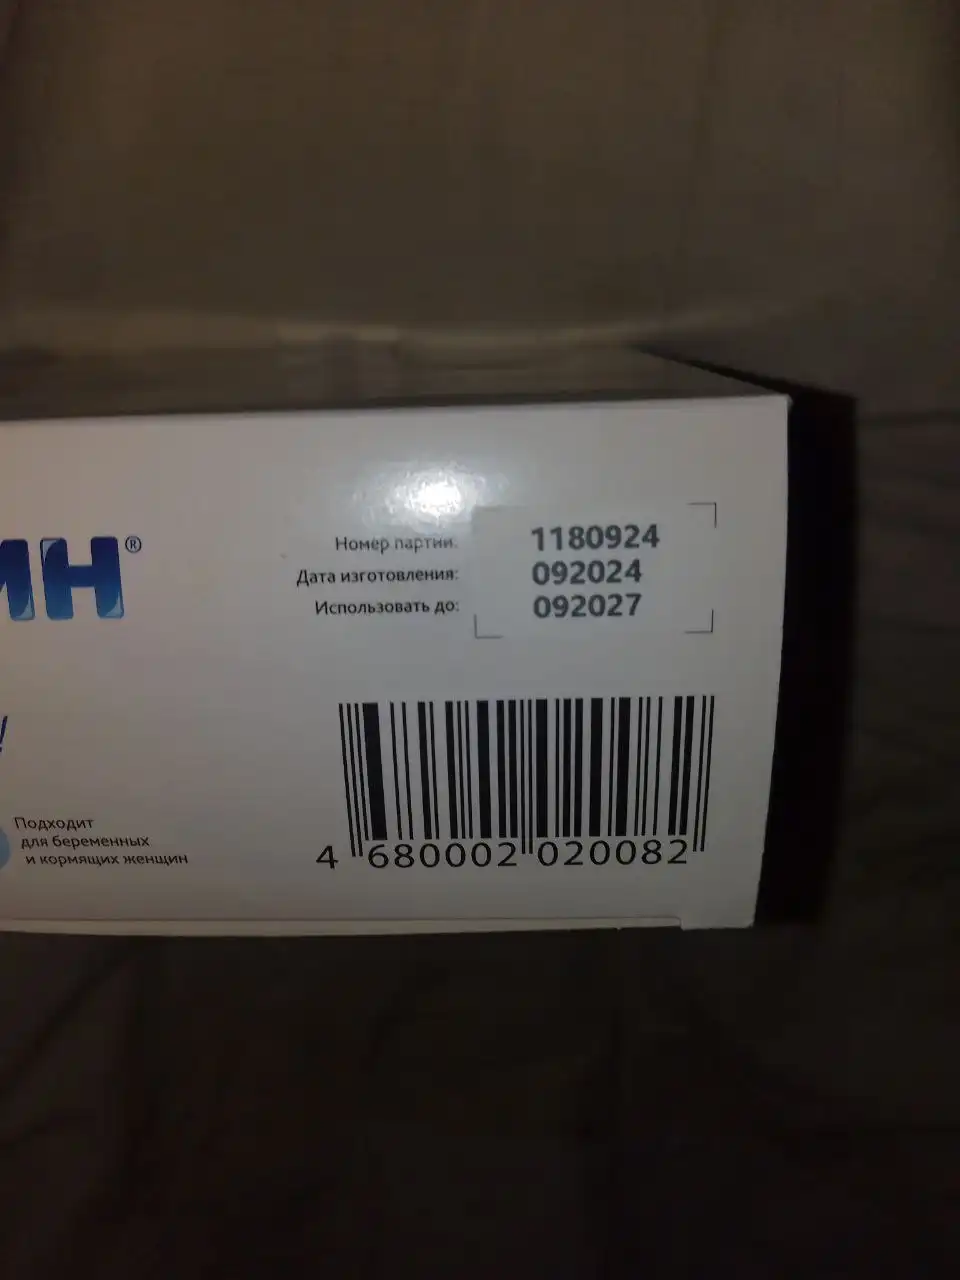 ИН®
Номер партии: 1180924
Дата изготовления: 092024
Использовать до: 092027
!
Подходит
для беременных
и кормящих женщин
4 680002 020082